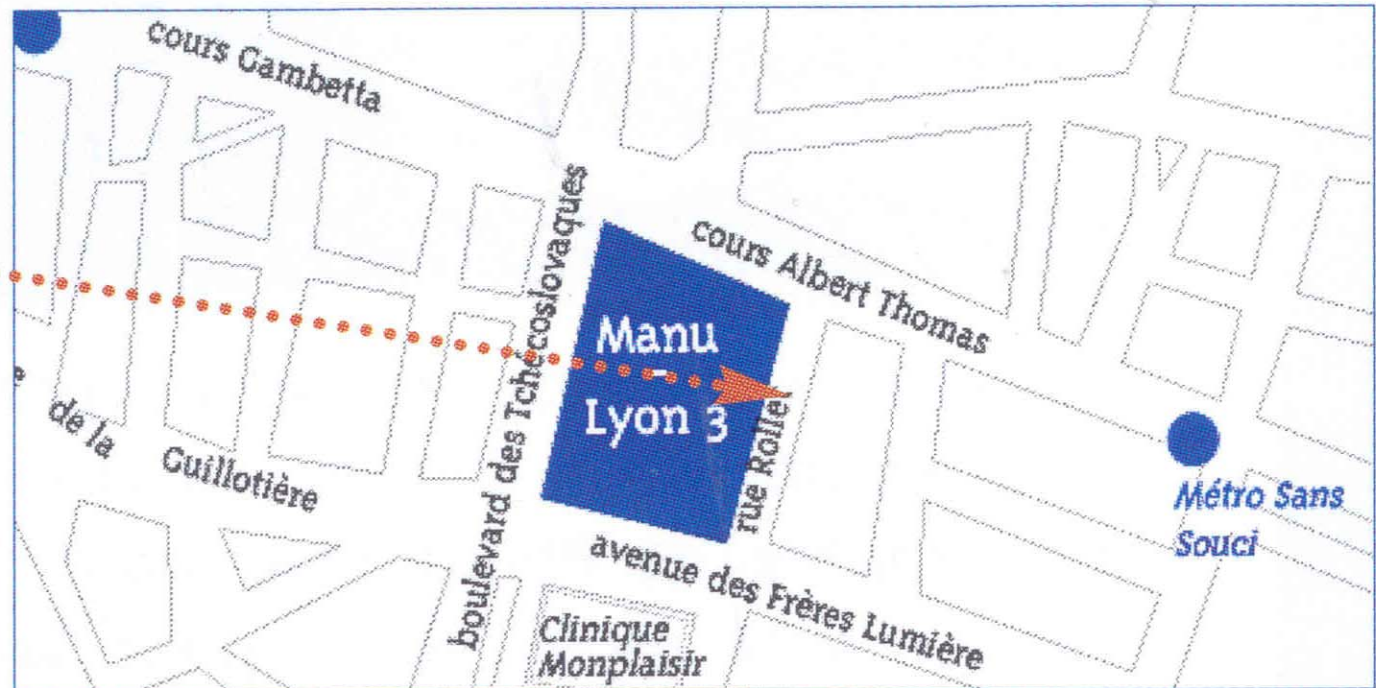 cours Gambetta
boulevard des Tchécoslovaques
cours Albert Thomas
Manu
-
Lyon 3
rue Rollet
de la Guillotière
Métro Sans
Souci
avenue des Frères Lumière
Clinique
Monplaisir